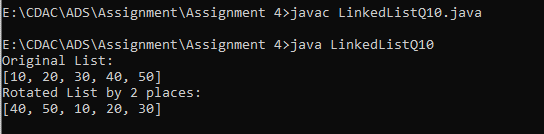 E:\CDAC\ADS\Assignment\Assignment 4>javac LinkedListQ10.java
E:\CDAC\ADS\Assignment\Assignment 4>java LinkedListQ10
Original List:
[10, 20, 30, 40, 50]
Rotated List by 2 places:
[40, 50, 10, 20, 30]